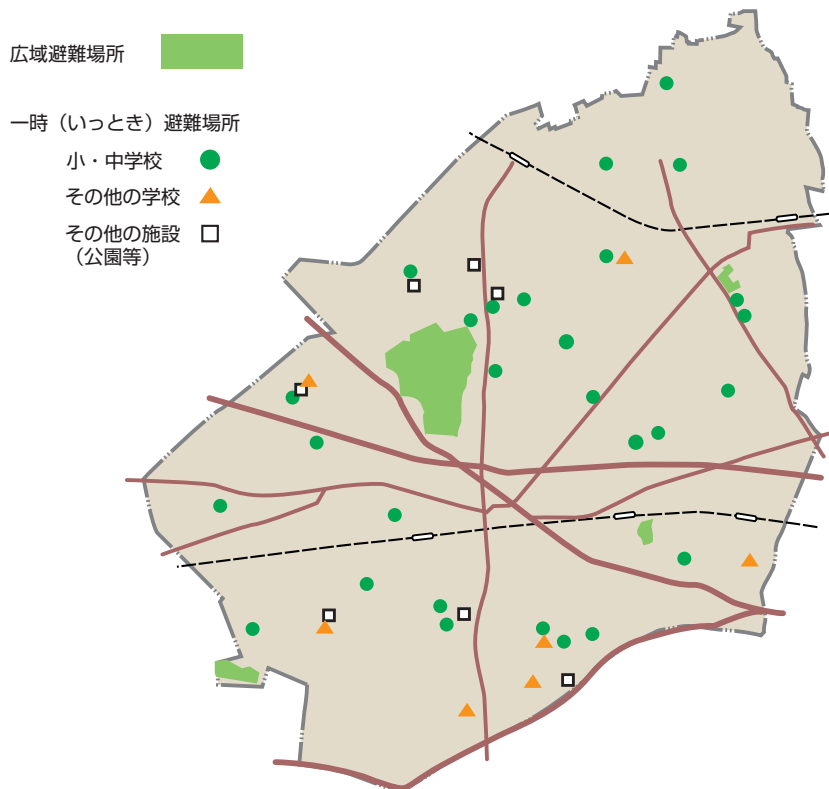 広域避難場所
一時（いっとき）避難場所
小・中学校
その他の学校
その他の施設
（公園等）